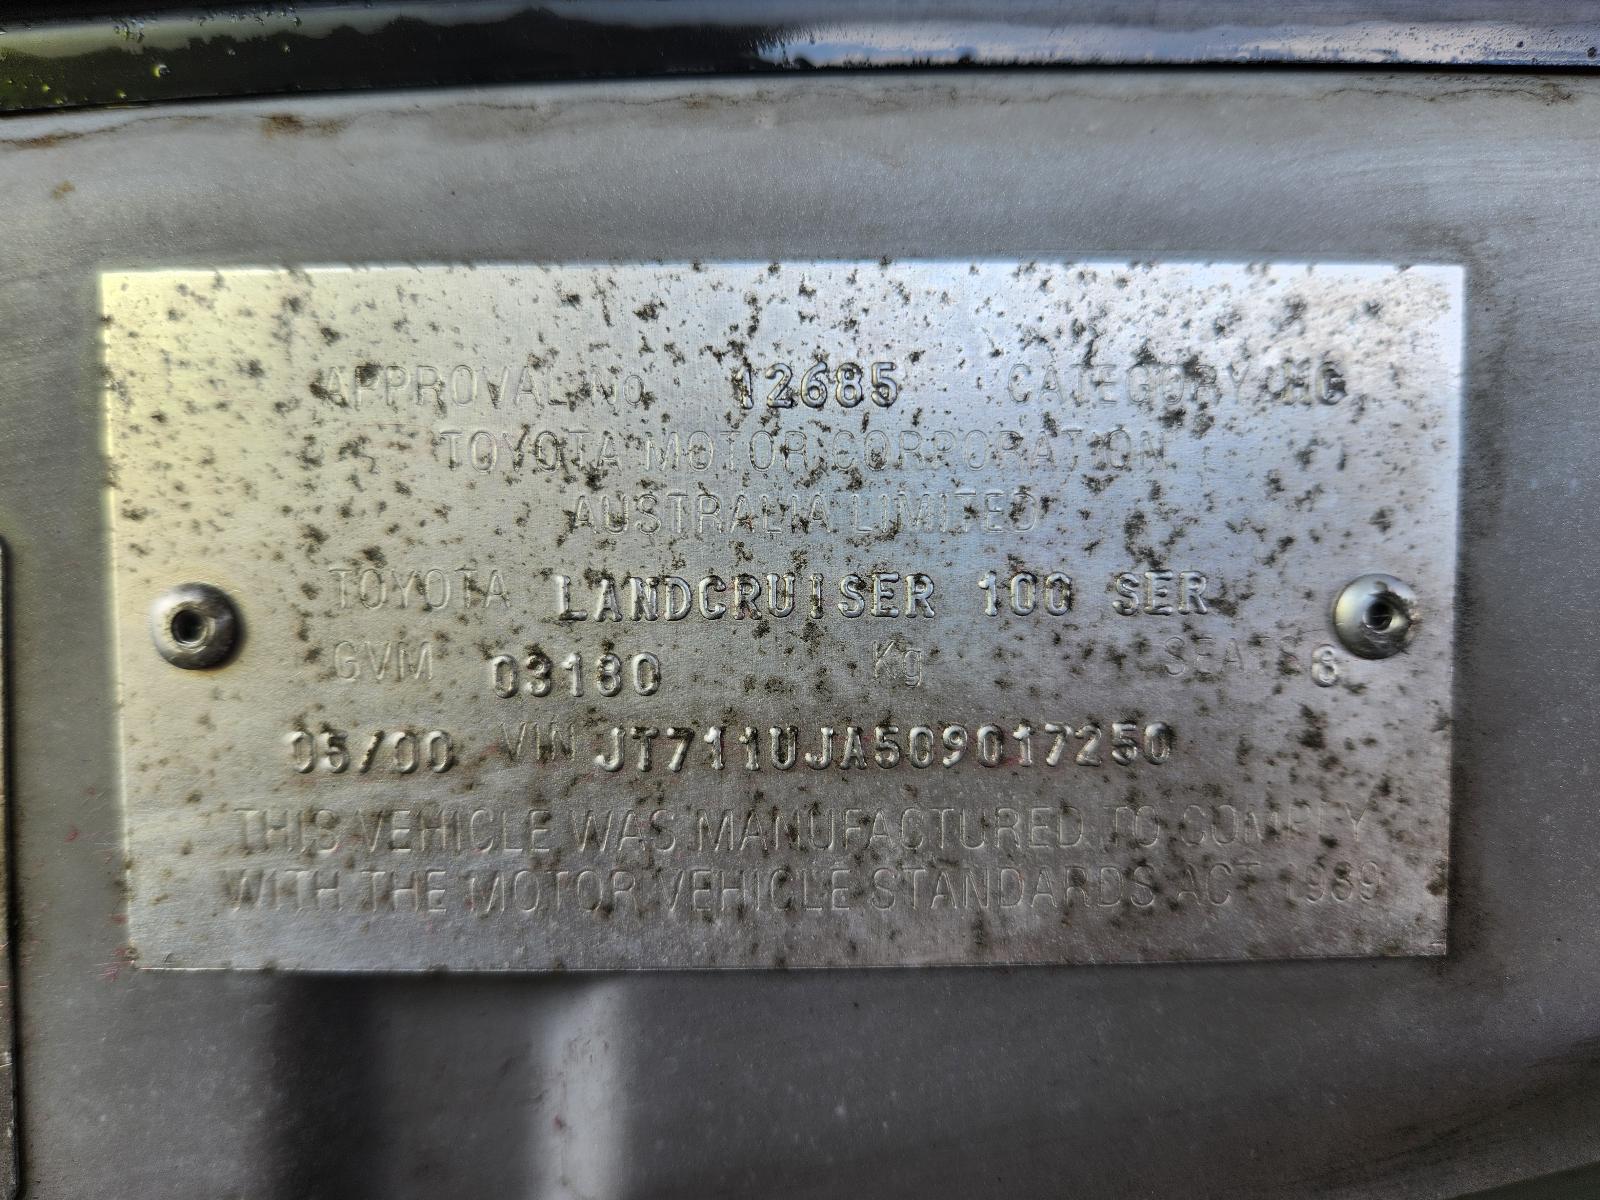 APPROVAL No 12685 CATEGORY MC
TOYOTA MOTOR CORPORATION
AUSTRALIA LIMITED
TOYOTA LANDCRUISER 100 SER
GVM 03180 Kg SEATS 8
05/00 VIN JT711UJA509017250
THIS VEHICLE WAS MANUFACTURED TO COMPLY
WITH THE MOTOR VEHICLE STANDARDS ACT 1989